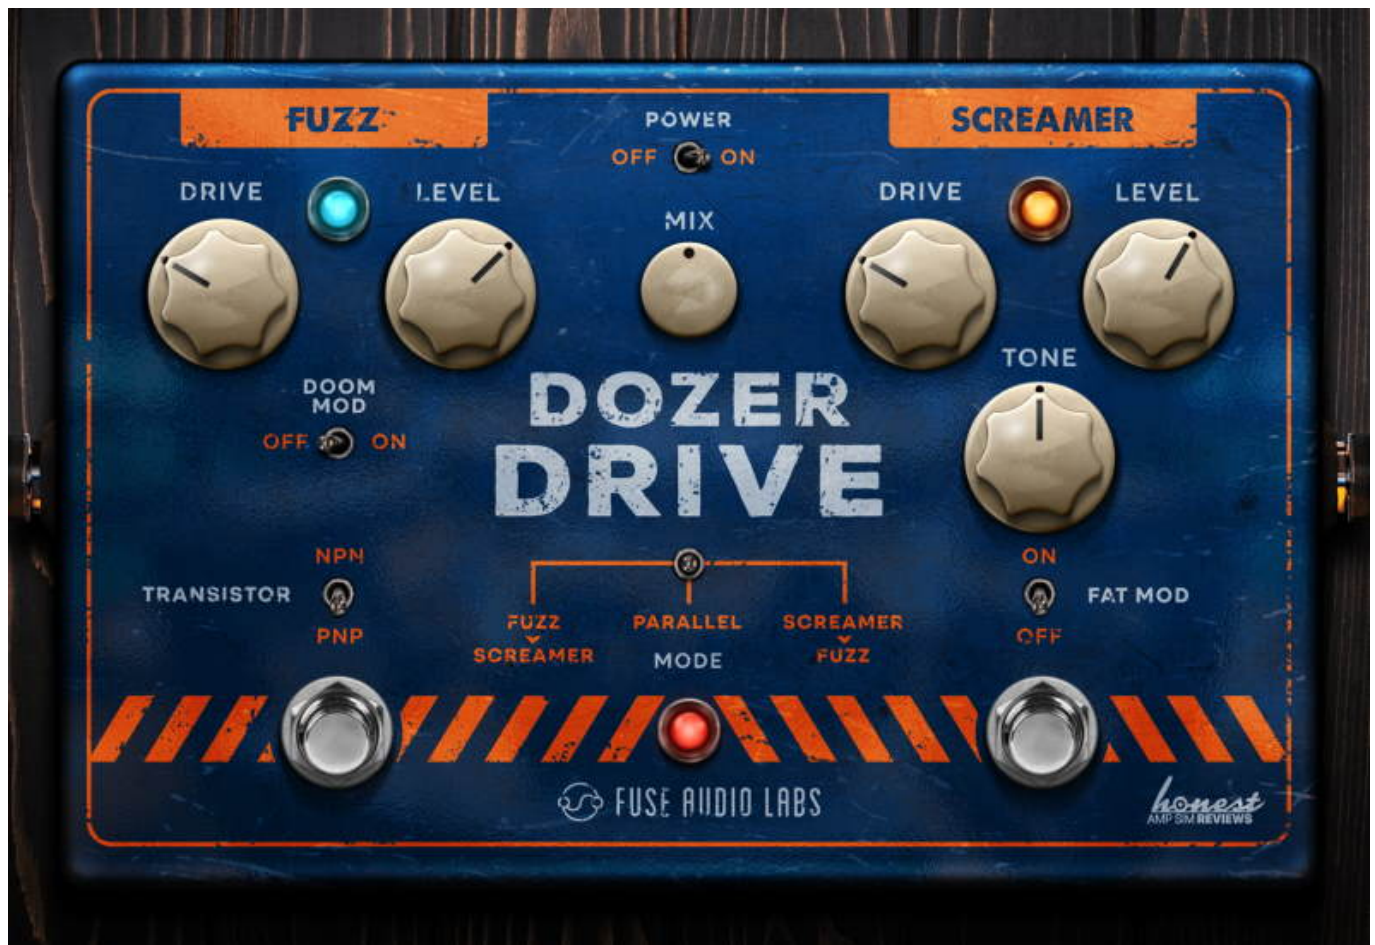 FUZZ
POWER
SCREAMER
OFF ON
DRIVE LEVEL
MIX
DRIVE LEVEL
TONE
DOOM
MOD
OFF ON
DOZER
DRIVE
NPN
TRANSISTOR
PNP
FUZZ
SCREAMER
PARALLEL
SCREAMER
FUZZ
MODE
ON
FAT MOD
OFF
FUSE AUDIO LABS
honest
AMP SIM REVIEWS